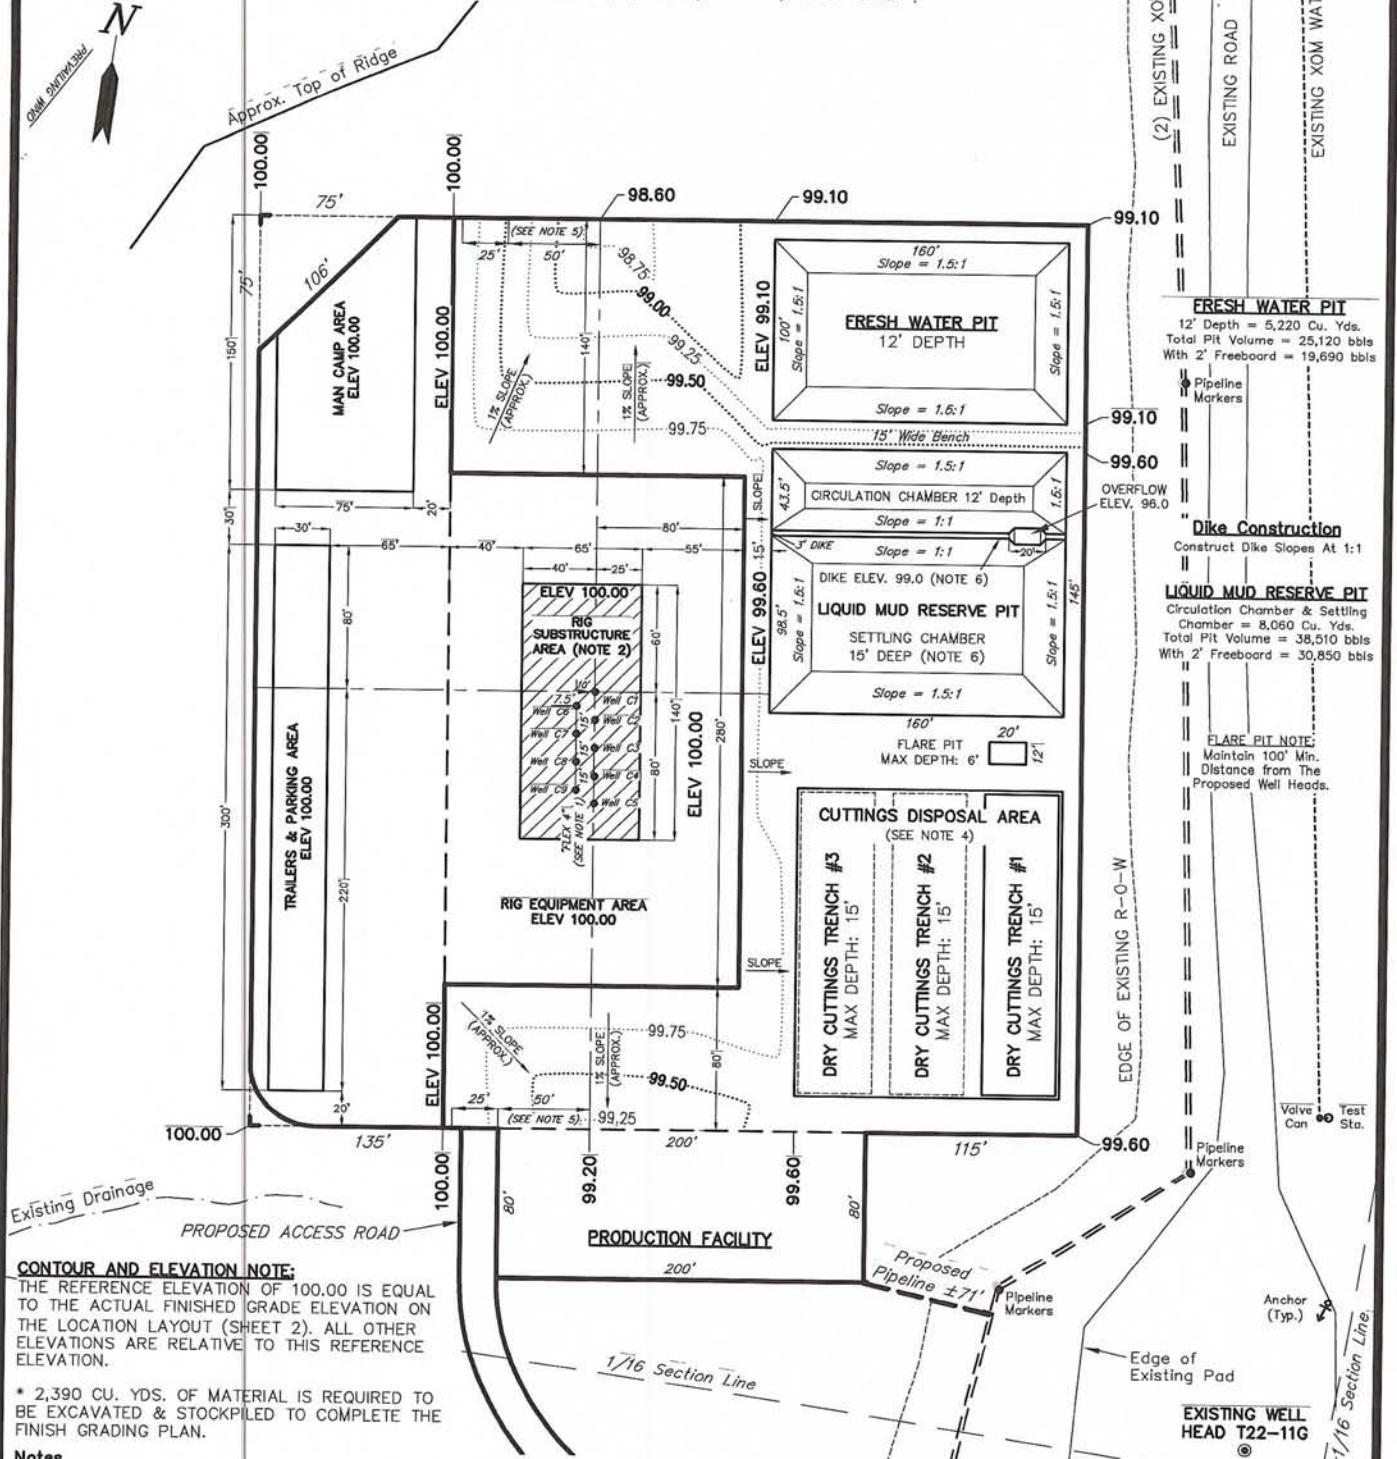 N
PREVAILING WIND
Approx. Top of Ridge
(2) EXISTING XO
EXISTING ROAD
EXISTING XOM WAT
100.00
100.00
75'
98.60
99.10
99.10
75'
106'
150'
(SEE NOTE 5)
25'
50'
98.75
99.00
99.25
99.50
99.75
140'
1% SLOPE
(APPROX.)
1% SLOPE
(APPROX.)
MAN CAMP AREA
ELEV 100.00
ELEV 100.00
ELEV 99.10
160'
Slope = 1.5:1
100'
Slope = 1.5:1
FRESH WATER PIT
12' DEPTH
Slope = 1.5:1
Slope = 1.6:1
15' Wide Bench
99.10
99.60
FRESH WATER PIT
12' Depth = 5,220 Cu. Yds.
Total Pit Volume = 25,120 bbls
With 2' Freeboard = 19,690 bbls
Pipeline
Markers
75'
20'
30'
30'
65'
40'
65'
55'
80'
40'
25'
SLOPE
15'
43.5'
Slope = 1.5:1
CIRCULATION CHAMBER 12' Depth
1.5:1
Slope = 1:1
OVERFLOW
ELEV. 96.0
3' DIKE
Slope = 1:1
20'
DIKE ELEV. 99.0 (NOTE 6)
LIQUID MUD RESERVE PIT
SETTLING CHAMBER
15' DEEP (NOTE 6)
98.5'
Slope = 1.5:1
Slope = 1.5:1
Slope = 1.5:1
145'
160'
ELEV 99.60
Dike Construction
Construct Dike Slopes At 1:1
LIQUID MUD RESERVE PIT
Circulation Chamber & Settling
Chamber = 8,060 Cu. Yds.
Total Pit Volume = 38,510 bbls
With 2' Freeboard = 30,850 bbls
ELEV 100.00
RIG
SUBSTRUCTURE
AREA (NOTE 2)
60'
80'
140'
280'
ELEV 100.00
10'
7.5'
Well C1
Well C6
Well C2
15'
Well C7
Well C3
15'
Well C8
Well C4
15'
Well C9
Well C5
"FLEX 4"
(SEE NOTE 1)
80'
220'
300'
TRAILERS & PARKING AREA
ELEV 100.00
RIG EQUIPMENT AREA
ELEV 100.00
FLARE PIT
MAX DEPTH: 6'
20'
12'
FLARE PIT NOTE:
Maintain 100' Min.
Distance from The
Proposed Well Heads.
SLOPE
SLOPE
CUTTINGS DISPOSAL AREA
(SEE NOTE 4)
DRY CUTTINGS TRENCH #3
MAX DEPTH: 15'
DRY CUTTINGS TRENCH #2
MAX DEPTH: 15'
DRY CUTTINGS TRENCH #1
MAX DEPTH: 15'
EDGE OF EXISTING R-O-W
ELEV 100.00
1% SLOPE
(APPROX.)
1% SLOPE
(APPROX.)
99.75
99.50
99.25
80'
25'
50'
(SEE NOTE 5)
20'
100.00
135'
100.00
99.20
200'
99.60
115'
99.60
Valve
Can
Test
Sta.
Pipeline
Markers
Existing Drainage
PROPOSED ACCESS ROAD
80'
80'
PRODUCTION FACILITY
200'
Proposed
Pipeline ±71'
Pipeline
Markers
Anchor
(Typ.)
CONTOUR AND ELEVATION NOTE:
THE REFERENCE ELEVATION OF 100.00 IS EQUAL
TO THE ACTUAL FINISHED GRADE ELEVATION ON
THE LOCATION LAYOUT (SHEET 2). ALL OTHER
ELEVATIONS ARE RELATIVE TO THIS REFERENCE
ELEVATION.
* 2,390 CU. YDS. OF MATERIAL IS REQUIRED TO
BE EXCAVATED & STOCKPILED TO COMPLETE THE
FINISH GRADING PLAN.
Notes
1/16 Section Line
Edge of
Existing Pad
EXISTING WELL
HEAD T22-11G
1/16 Section Line